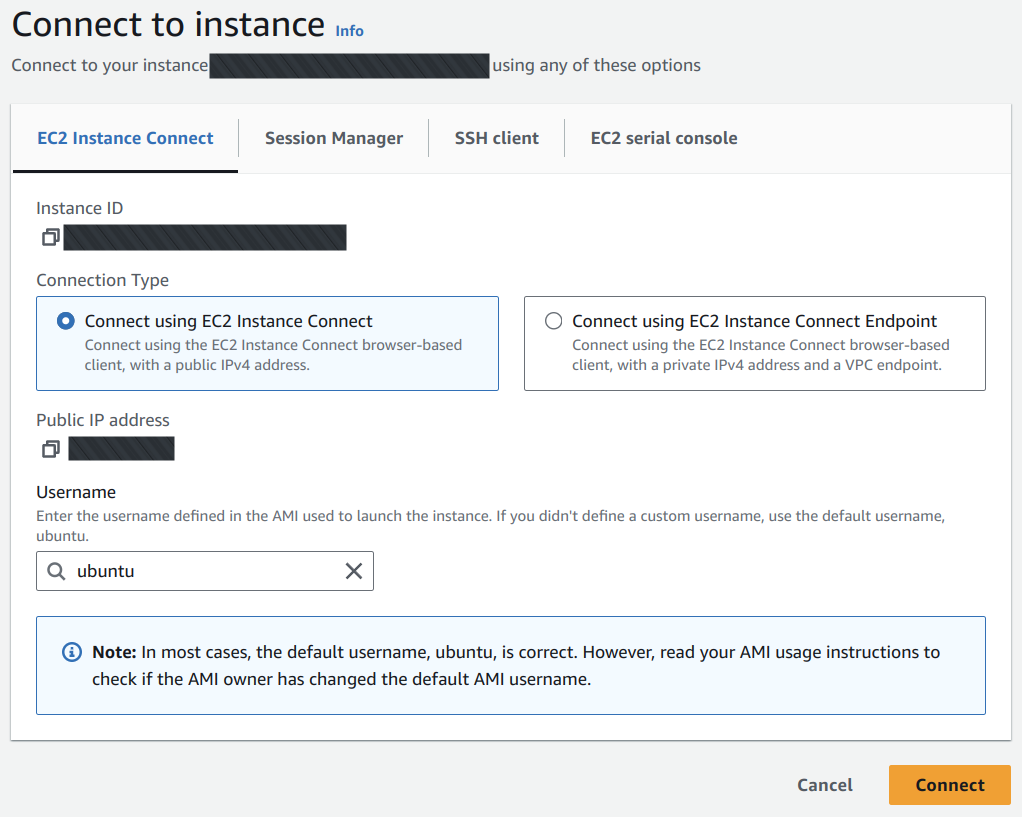 Connect to instance Info
Connect to your instance using any of these options
EC2 Instance Connect Session Manager SSH client EC2 serial console
Instance ID
Connection Type
Connect using EC2 Instance Connect
Connect using the EC2 Instance Connect browser-based
client, with a public IPv4 address.
Connect using EC2 Instance Connect Endpoint
Connect using the EC2 Instance Connect browser-based
client, with a private IPv4 address and a VPC endpoint.
Public IP address
Username
Enter the username defined in the AMI used to launch the instance. If you didn't define a custom username, use the default username,
ubuntu.
ubuntu
Note: In most cases, the default username, ubuntu, is correct. However, read your AMI usage instructions to
check if the AMI owner has changed the default AMI username.
Cancel Connect